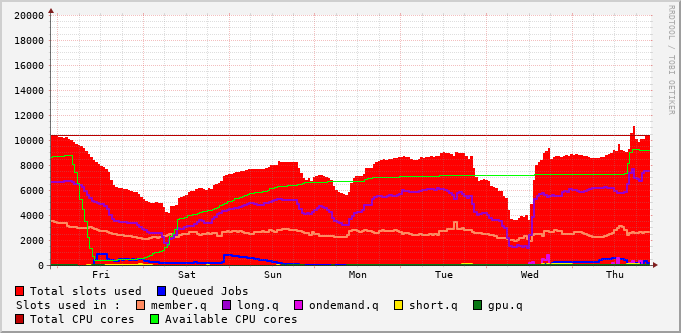 RRDTOOL / TOBI OETIKER
20000
18000
16000
14000
12000
10000
8000
6000
4000
2000
0
Fri Sat Sun Mon Tue Wed Thu
Total slots used Queued Jobs
Slots used in : member.q long.q ondemand.q short.q gpu.q
Total CPU cores Available CPU cores